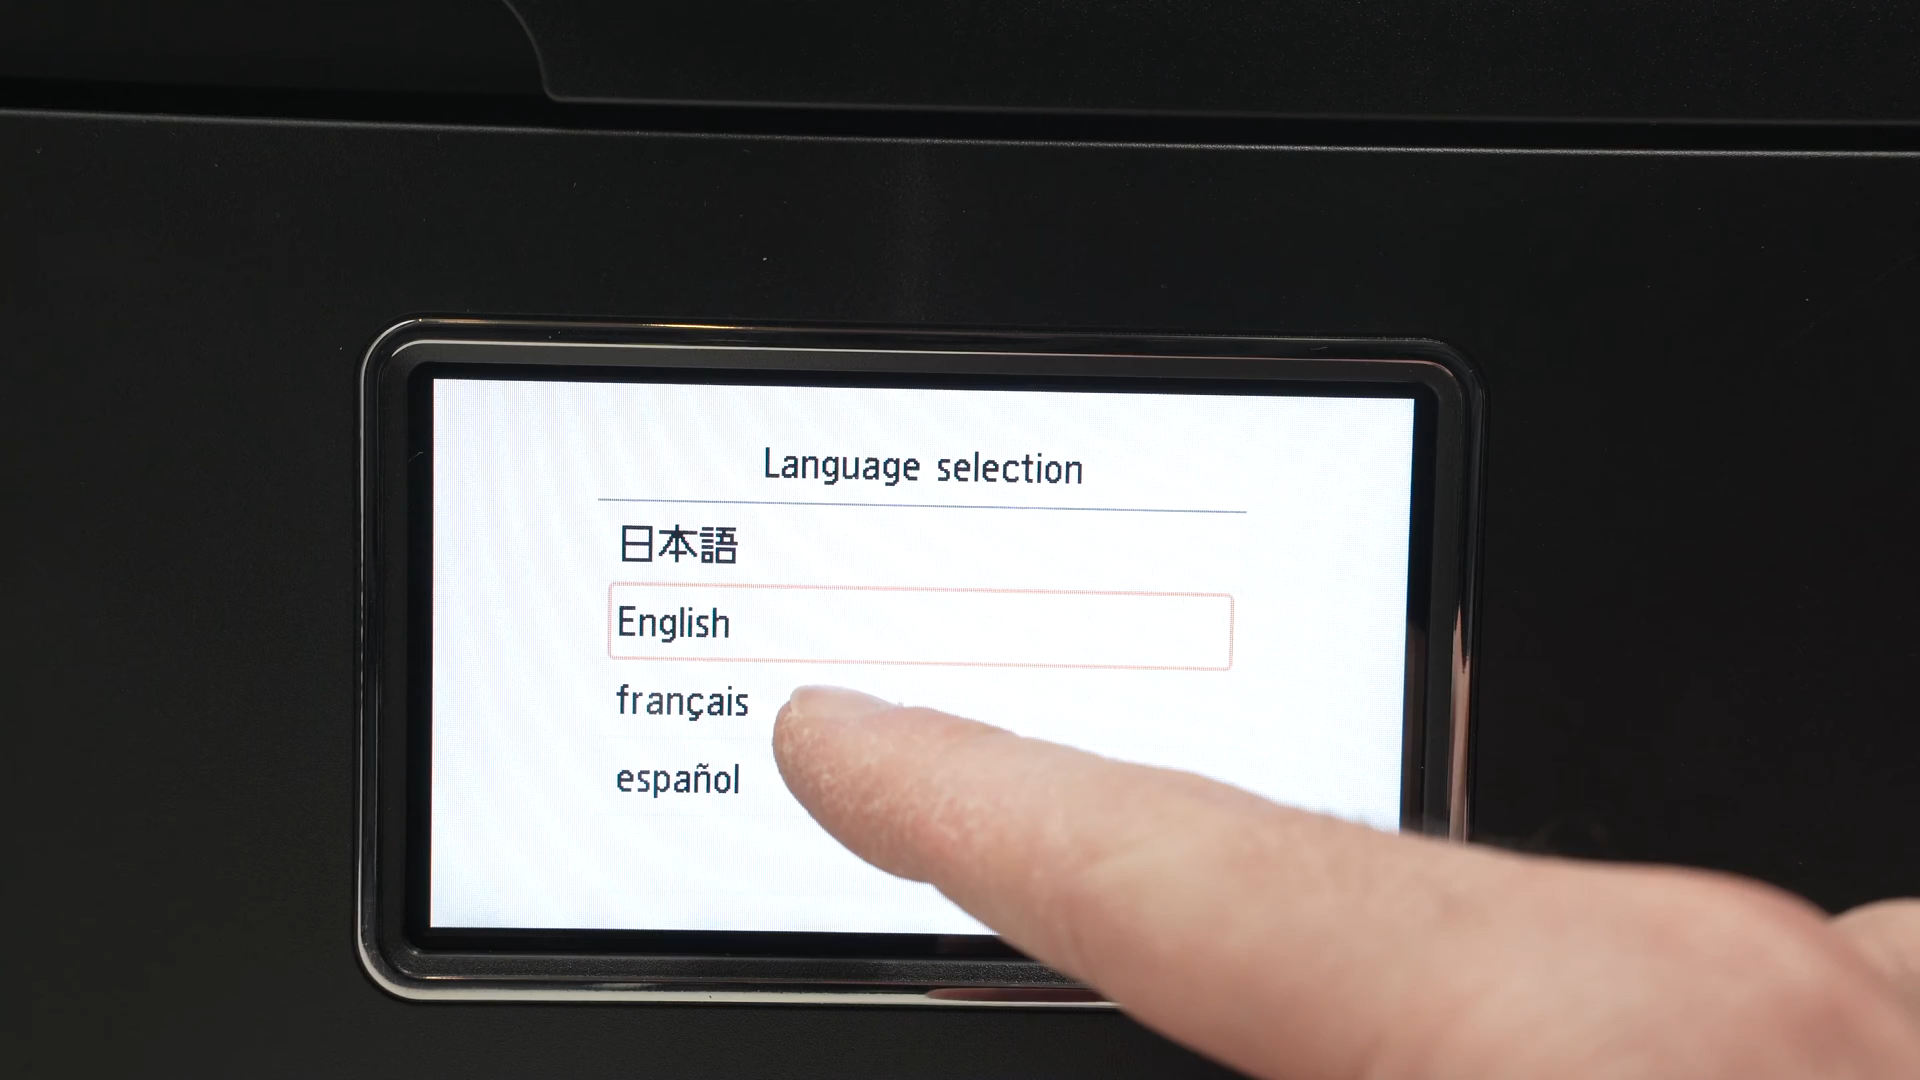 Language selection
日本語
English
français
español